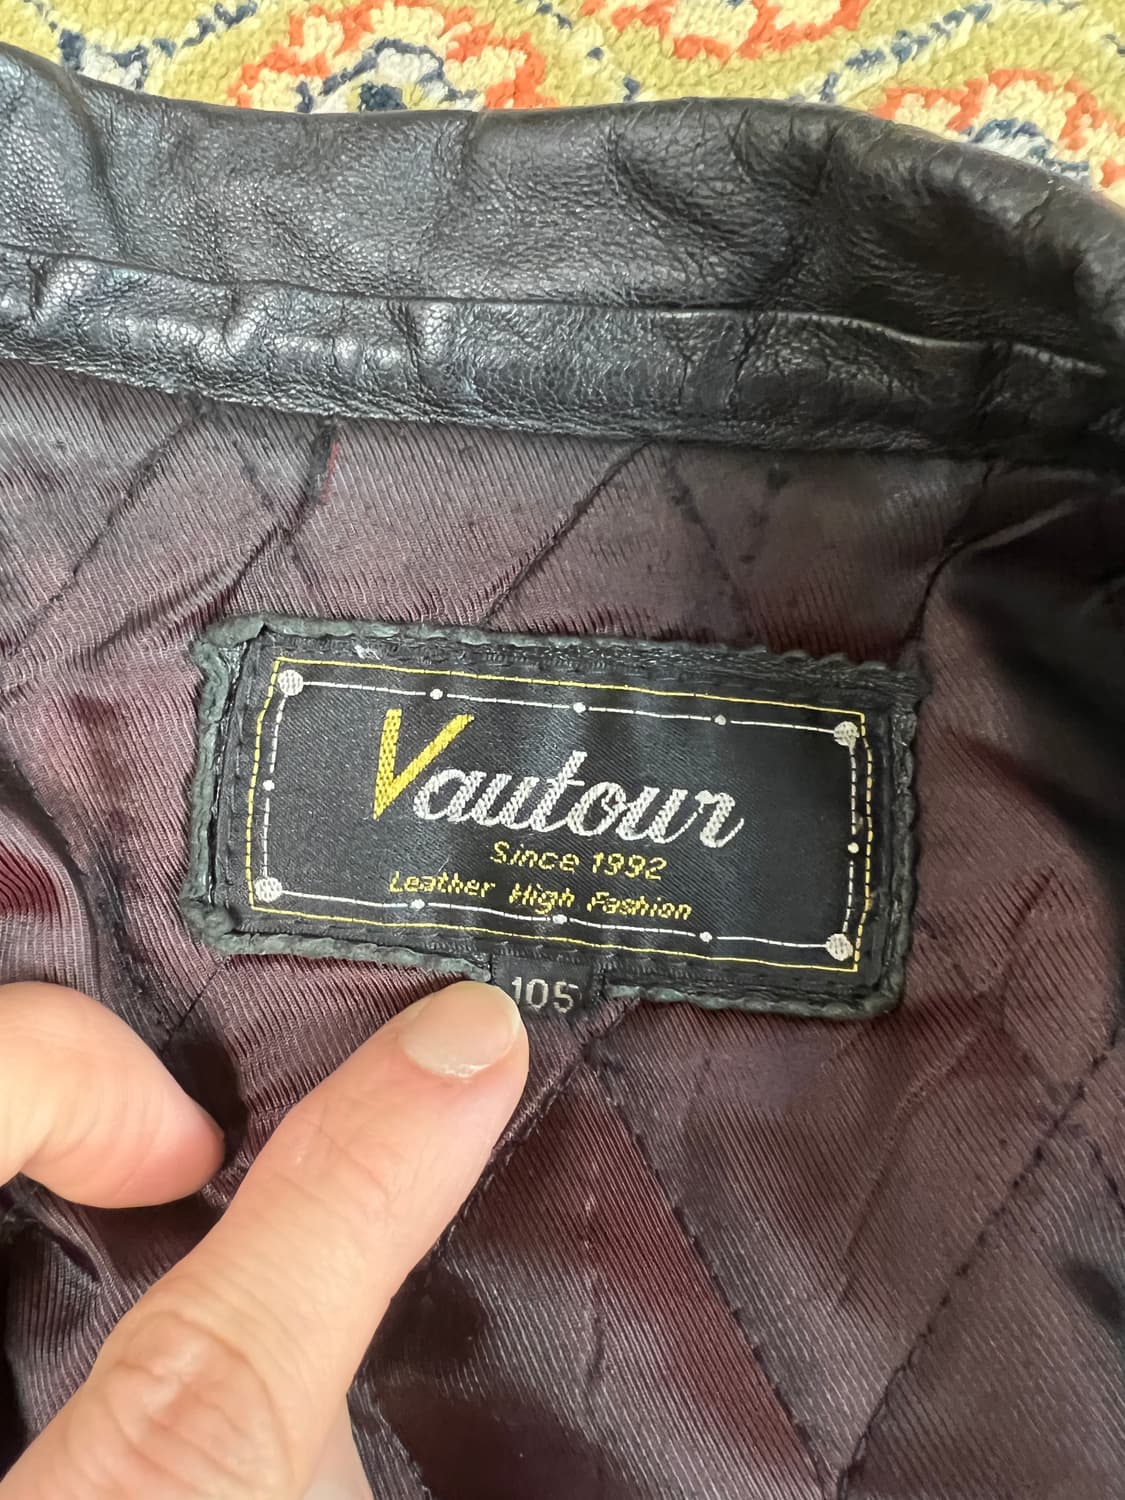 Vautour
Since 1992
Leather High Fashion
105